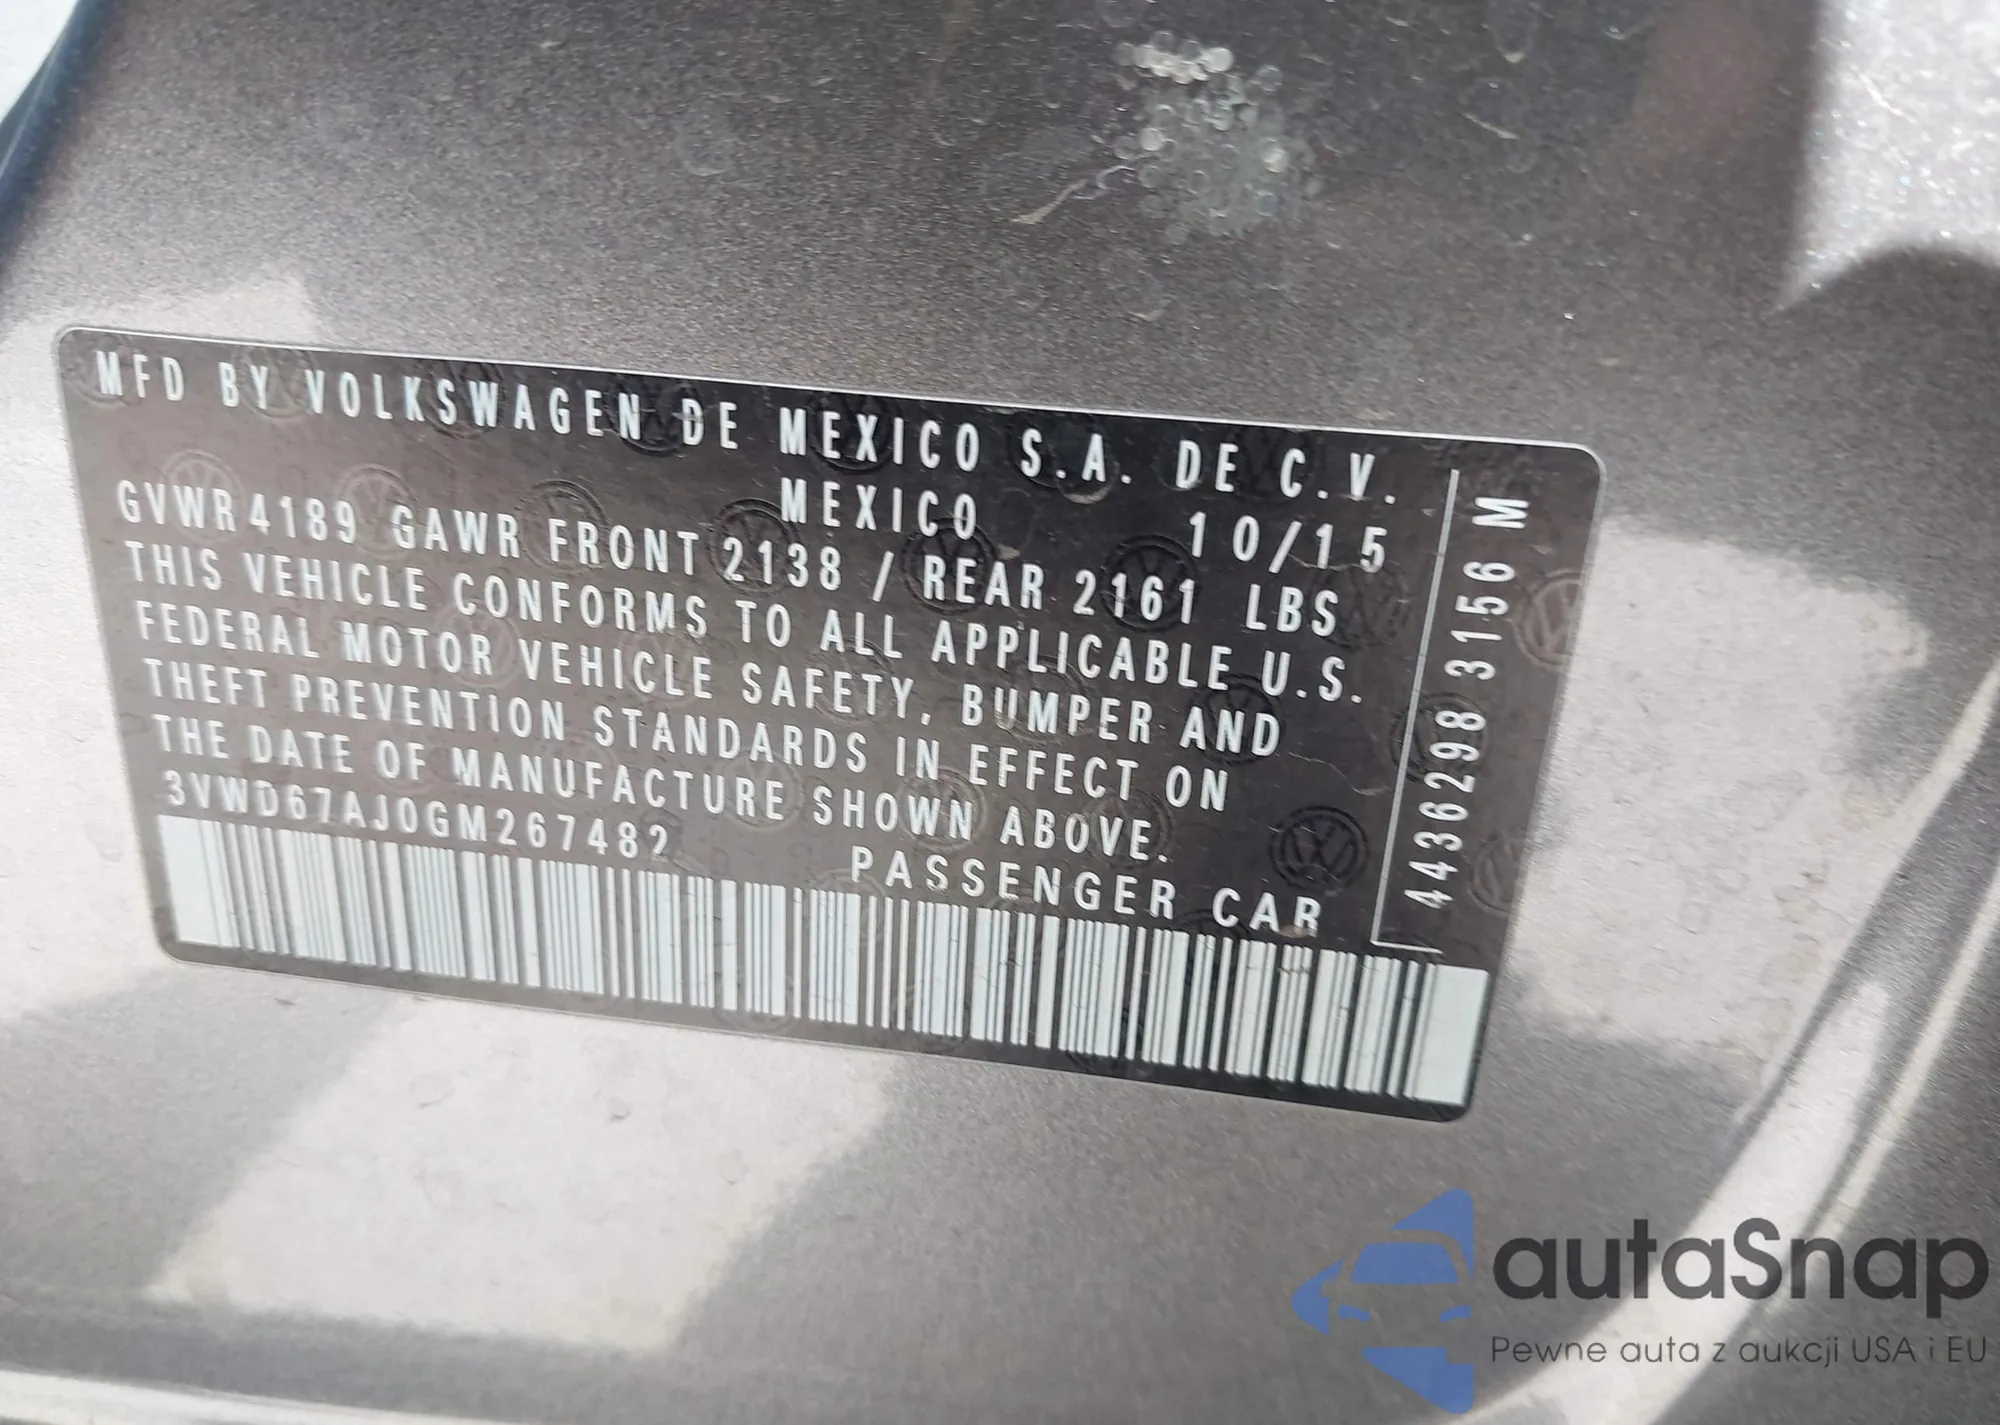 MFD BY VOLKSWAGEN DE MEXICO S.A. DE C.V.
MEXICO 10/15
GVWR 4189 GAWR FRONT 2138 / REAR 2161 LBS
THIS VEHICLE CONFORMS TO ALL APPLICABLE U.S.
FEDERAL MOTOR VEHICLE SAFETY, BUMPER AND
THEFT PREVENTION STANDARDS IN EFFECT ON
THE DATE OF MANUFACTURE SHOWN ABOVE.
3VWD67AJ0GM267482 PASSENGER CAR
4436298 3156 M
autaSnap
Pewne auta z aukcji USA i EU